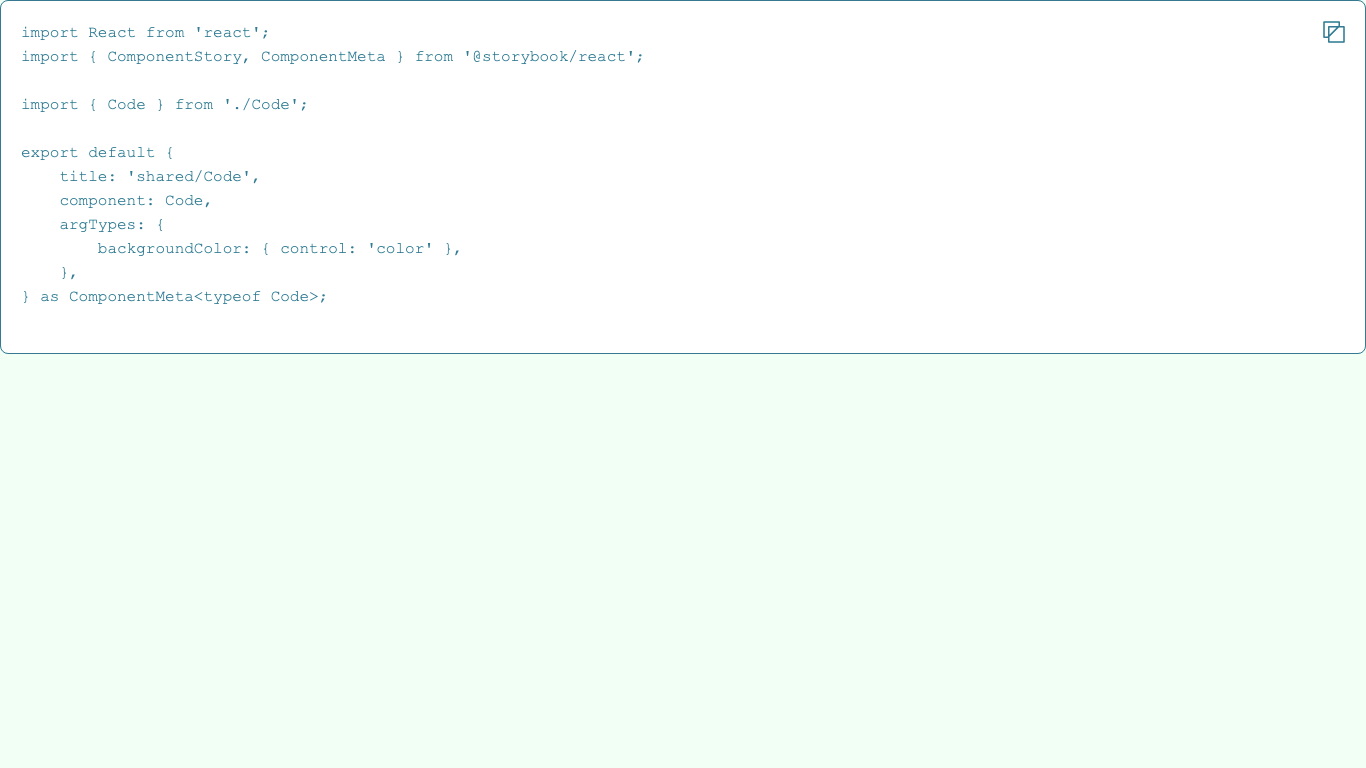 import React from 'react';
import { ComponentStory, ComponentMeta } from '@storybook/react';

import { Code } from './Code';

export default {
    title: 'shared/Code',
    component: Code,
    argTypes: {
        backgroundColor: { control: 'color' },
    },
} as ComponentMeta<typeof Code>;